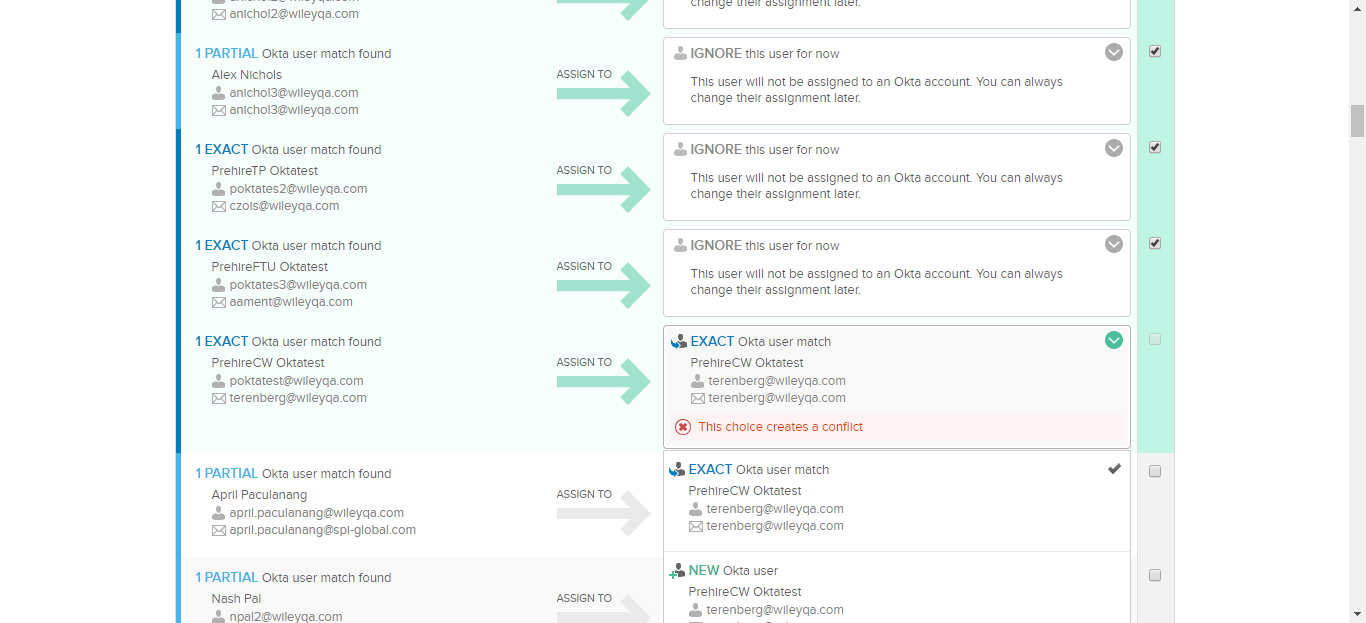 anichol2@wileyqa.com
change their assignment later.
1 PARTIAL Okta user match found
Alex Nichols
anichol3@wileyqa.com
anichol3@wileyqa.com
ASSIGN TO
IGNORE this user for now
This user will not be assigned to an Okta account. You can always
change their assignment later.
1 EXACT Okta user match found
PrehireTP Oktatest
poktates2@wileyqa.com
czois@wileyqa.com
ASSIGN TO
IGNORE this user for now
This user will not be assigned to an Okta account. You can always
change their assignment later.
1 EXACT Okta user match found
PrehireFTU Oktatest
poktates3@wileyqa.com
aament@wileyqa.com
ASSIGN TO
IGNORE this user for now
This user will not be assigned to an Okta account. You can always
change their assignment later.
1 EXACT Okta user match found
PrehireCW Oktatest
poktatest@wileyqa.com
terenberg@wileyqa.com
ASSIGN TO
EXACT Okta user match
PrehireCW Oktatest
terenberg@wileyqa.com
terenberg@wileyqa.com
This choice creates a conflict
1 PARTIAL Okta user match found
April Paculanang
april.paculanang@wileyqa.com
april.paculanang@spi-global.com
ASSIGN TO
EXACT Okta user match
PrehireCW Oktatest
terenberg@wileyqa.com
terenberg@wileyqa.com
1 PARTIAL Okta user match found
Nash Pal
npal2@wileyqa.com
ASSIGN TO
NEW Okta user
PrehireCW Oktatest
terenberg@wileyqa.com